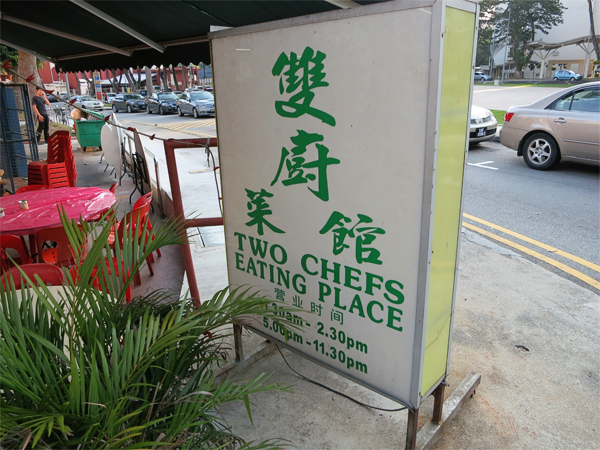 雙
廚
菜 館
TWO CHEFS
EATING PLACE
营业时间
- 2.30pm
5.00pm - 11.30pm